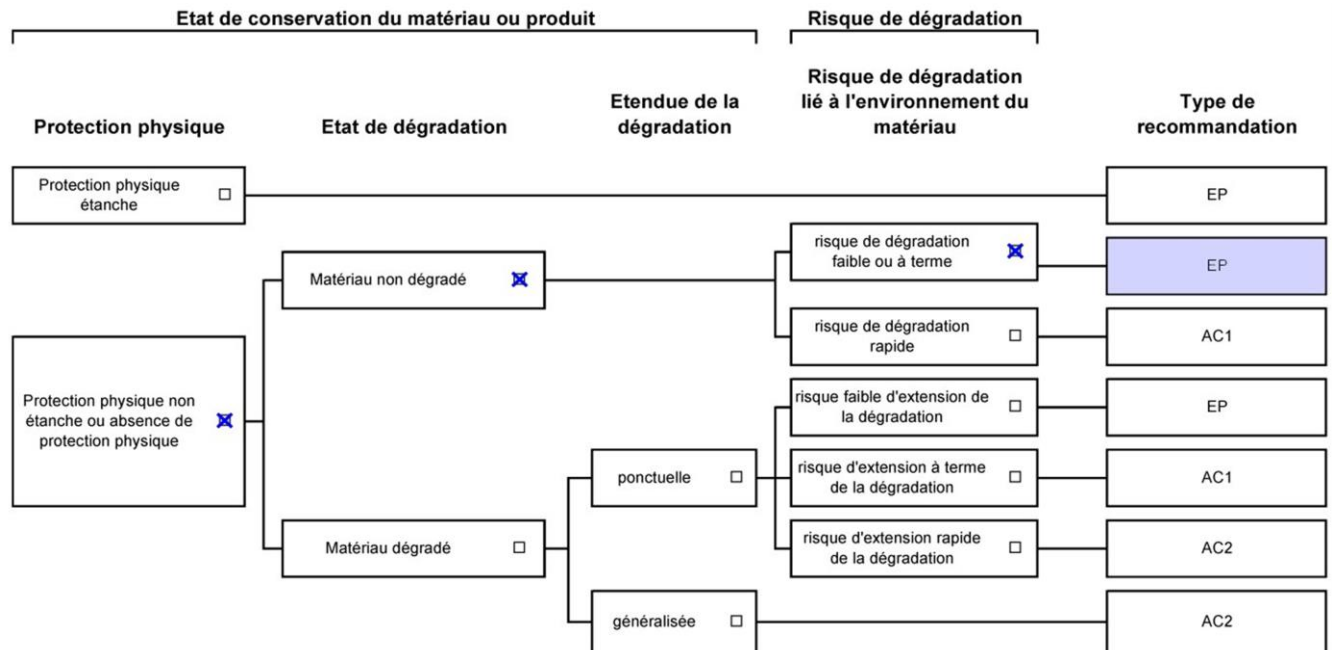 Etat de conservation du matériau ou produit
Risque de dégradation
Protection physique
Etat de dégradation
Etendue de la
dégradation
Risque de dégradation
lié à l'environnement du
matériau
Type de
recommandation
Protection physique
étanche
EP
risque de dégradation
faible ou à terme
EP
Matériau non dégradé
risque de dégradation
rapide
AC1
Protection physique non
étanche ou absence de
protection physique
risque faible d'extension de
la dégradation
EP
ponctuelle
risque d'extension à terme
de la dégradation
AC1
Matériau dégradé
risque d'extension rapide
de la dégradation
AC2
généralisée
AC2